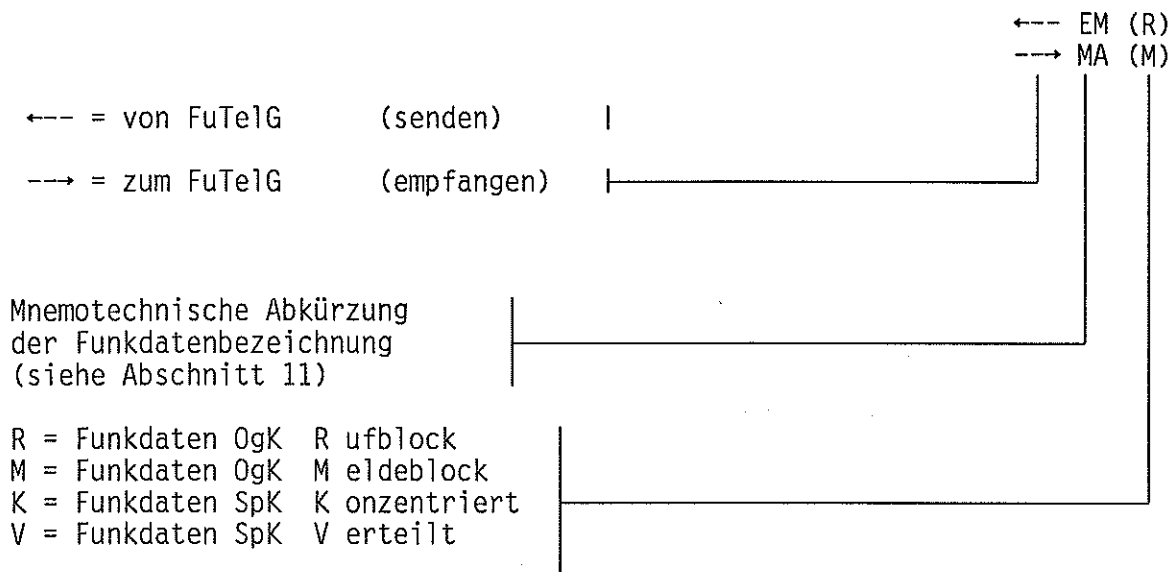 ←-- EM (R)
--→ MA (M)
←-- = von FuTelG (senden)
--→ = zum FuTelG (empfangen)
Mnemotechnische Abkürzung
der Funkdatenbezeichnung
(siehe Abschnitt 11)
R = Funkdaten OgK R ufblock
M = Funkdaten OgK M eldeblock
K = Funkdaten SpK K onzentriert
V = Funkdaten SpK V erteilt